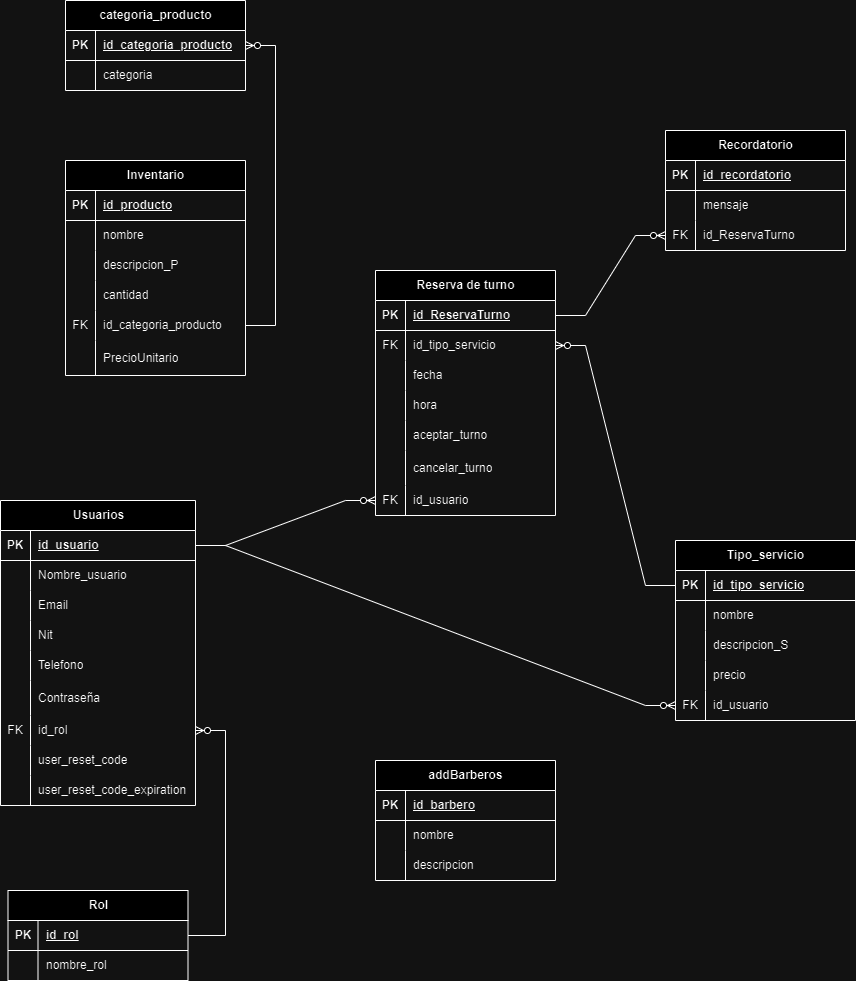 categoria_producto
PK id_categoria_producto
categoria
Inventario
PK id_producto
nombre
descripcion_P
cantidad
FK id_categoria_producto
PrecioUnitario
Recordatorio
PK id_recordatorio
mensaje
FK id_ReservaTurno
Reserva de turno
PK id_ReservaTurno
FK id_tipo_servicio
fecha
hora
aceptar_turno
cancelar_turno
FK id_usuario
Usuarios
PK id_usuario
Nombre_usuario
Email
Nit
Telefono
Contraseña
FK id_rol
user_reset_code
user_reset_code_expiration
Tipo_servicio
PK id_tipo_servicio
nombre
descripcion_S
precio
FK id_usuario
addBarberos
PK id_barbero
nombre
descripcion
Rol
PK id_rol
nombre_rol